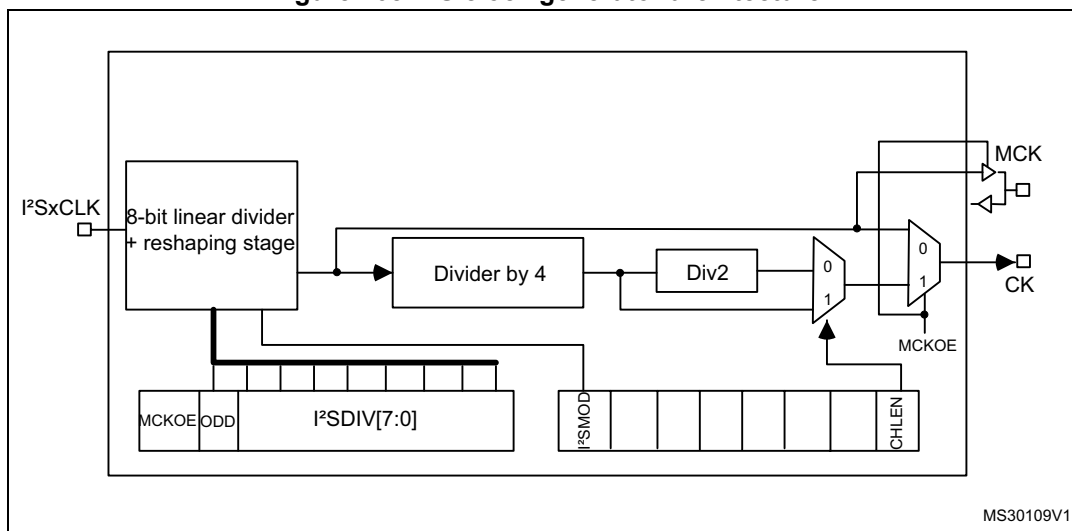 MCK
I²SxCLK
8-bit linear divider
+ reshaping stage
Divider by 4
Div2
0
1
0
1
CK
MCKOE
MCKOE
ODD
I²SDIV[7:0]
I²SMOD
CHLEN
MS30109V1